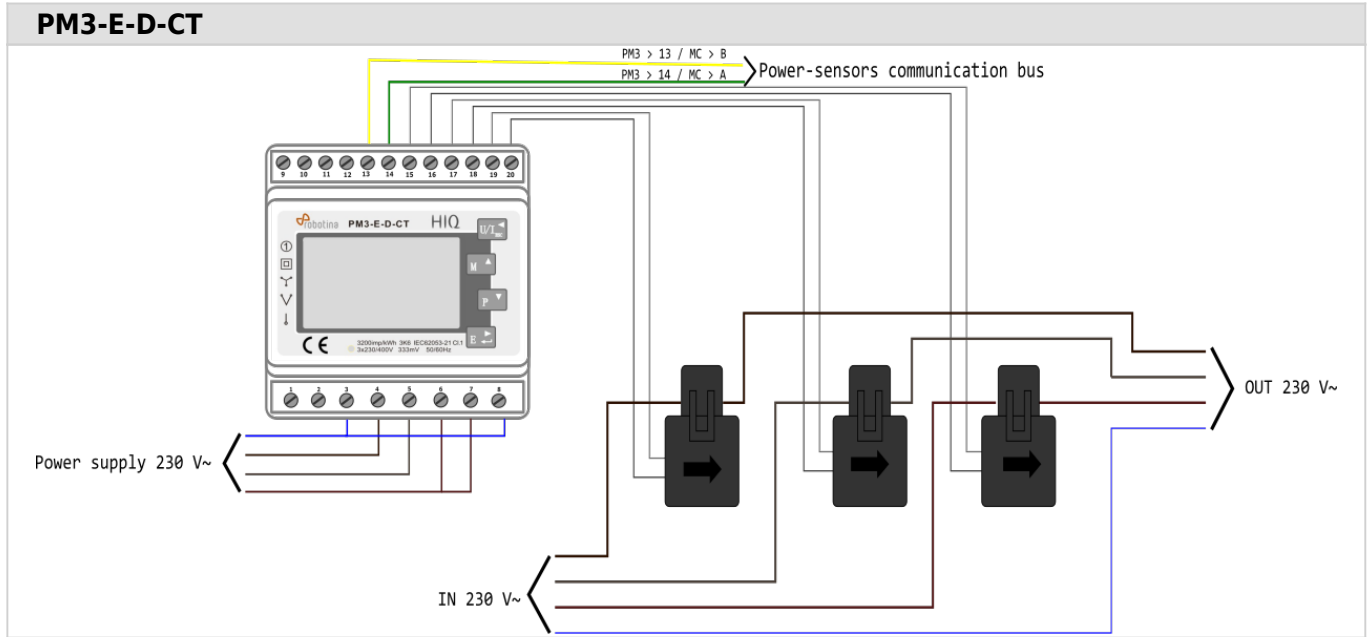 PM3-E-D-CT
PM3 > 13 / MC > B
PM3 > 14 / MC > A
Power-sensors communication bus
9 10 11 12 13 14 15 16 17 18 19 20
robotina PM3-E-D-CT HIQ
U/I
M
P
E
3200imp/kWh 3K6 IEC62053-21 Cl.1
3x230/400V 333mV 50/60Hz
CE
1 2 3 4 5 6 7 8
Power supply 230 V~
OUT 230 V~
IN 230 V~